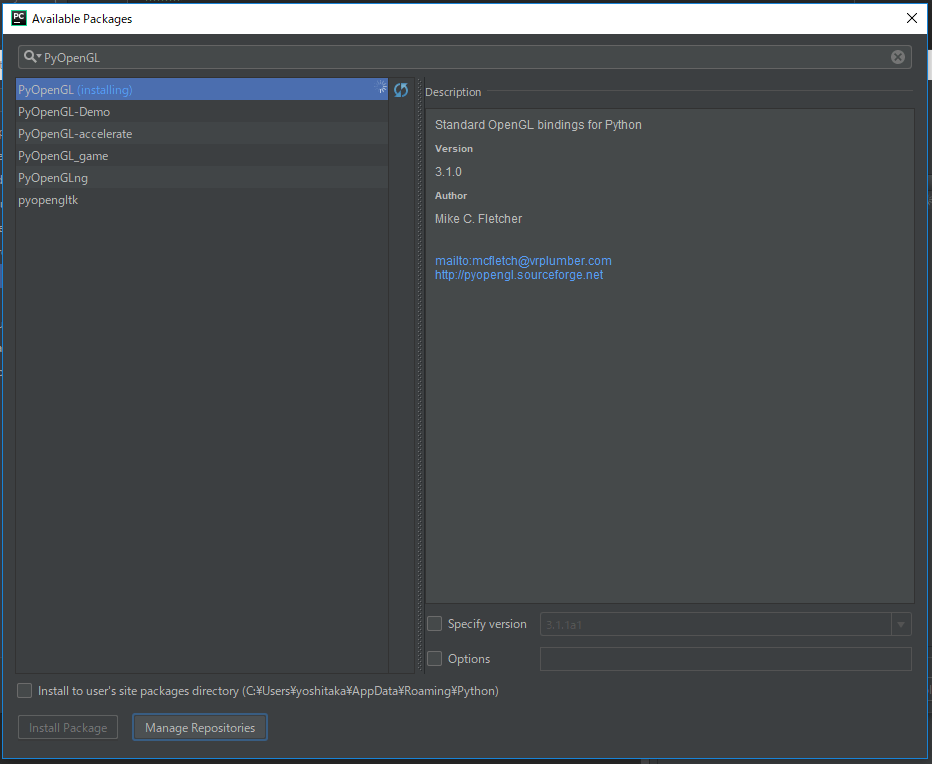 PC Available Packages
PyOpenGL
PyOpenGL (installing)
PyOpenGL-Demo
PyOpenGL-accelerate
PyOpenGL_game
PyOpenGLng
pyopengltk
Description
Standard OpenGL bindings for Python
Version
3.1.0
Author
Mike C. Fletcher
mailto:mcfletch@vrplumber.com
http://pyopengl.sourceforge.net
Specify version
3.1.1a1
Options
Install to user's site packages directory (C:¥Users¥yoshitaka¥AppData¥Roaming¥Python)
Install Package
Manage Repositories